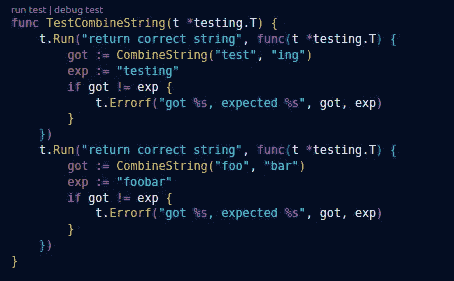 run test | debug test
func TestCombineString(t *testing.T) {
    t.Run("return correct string", func(t *testing.T) {
        got := CombineString("test", "ing")
        exp := "testing"
        if got != exp {
            t.Errorf("got %s, expected %s", got, exp)
        }
    })
    t.Run("return correct string", func(t *testing.T) {
        got := CombineString("foo", "bar")
        exp := "foobar"
        if got != exp {
            t.Errorf("got %s, expected %s", got, exp)
        }
    })
}